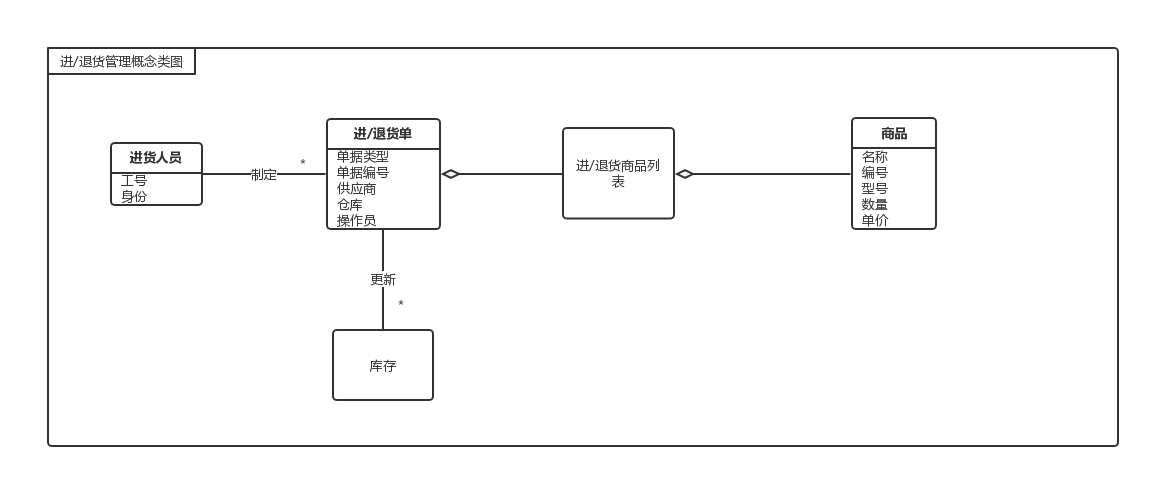 进/退货管理概念类图
进货人员
工号
身份
制定
*
进/退货单
单据类型
单据编号
供应商
仓库
操作员
进/退货商品列
表
商品
名称
编号
型号
数量
单价
更新
*
库存